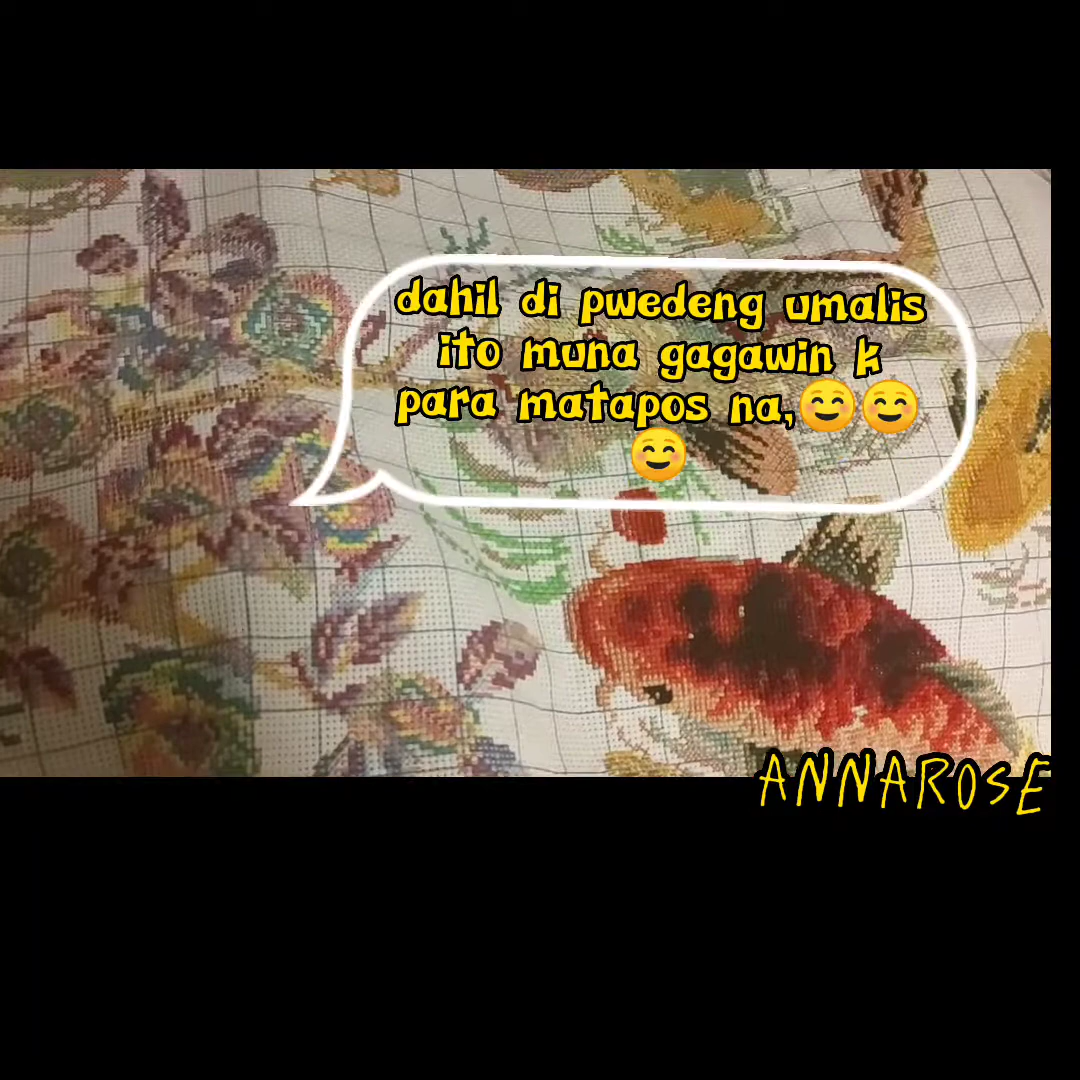 dahil di pwedeng umalis
ito muna gagawin k
para matapos na,😊😊
😊
ANNAROSE